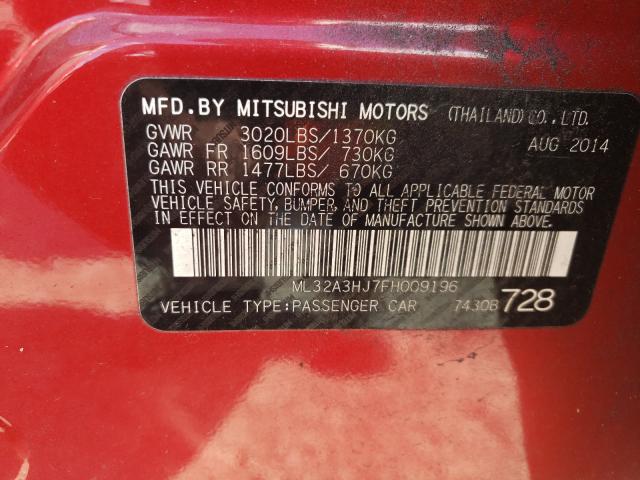 MFD.BY MITSUBISHI MOTORS (THAILAND)CO.,LTD.
GVWR 3020LBS/1370KG AUG 2014
GAWR FR 1609LBS/ 730KG
GAWR RR 1477LBS/ 670KG
THIS VEHICLE CONFORMS TO ALL APPLICABLE FEDERAL MOTOR
VEHICLE SAFETY, BUMPER, AND THEFT PREVENTION STANDARDS
IN EFFECT ON THE DATE OF MANUFACTURE SHOWN ABOVE.
ML32A3HJ7FH009196
VEHICLE TYPE:PASSENGER CAR 7430B 728